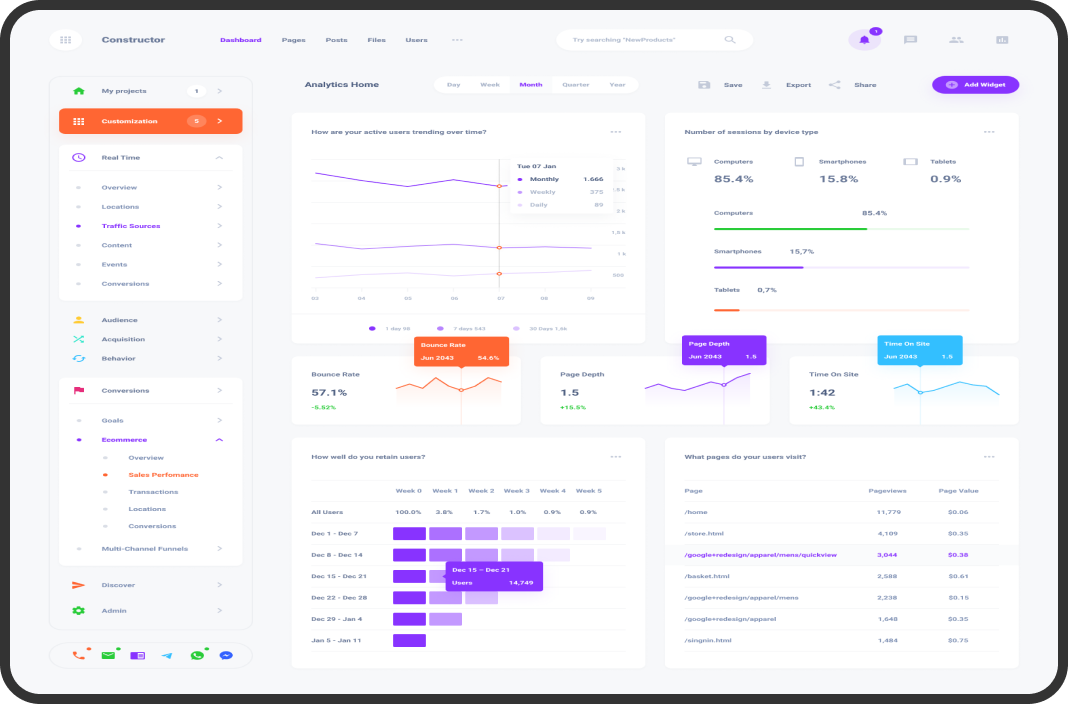 Constructor
Dashboard Pages Posts Files Users
Try searching "NewProducts"
1
My projects 1
Customization 5
Real Time
Overview
Locations
Traffic Sources
Content
Events
Conversions
Audience
Acquisition
Behavior
Conversions
Goals
Ecommerce
Overview
Sales Perfomance
Transactions
Locations
Conversions
Multi-Channel Funnels
Discover
Admin
Analytics Home
Day Week Month Quarter Year
Save Export Share
Add Widget
How are your active users trending over time?
Tue 07 Jan
Monthly 1.666
Weekly 375
Daily 89
3 k
2 k
1,5 k
1 k
500
03 04 05 06 07 08 09
1 day 58 7 days 543 30 Days 1,6k
Number of sessions by device type
Computers Smartphones Tablets
85.4% 15.8% 0.9%
Computers 85.4%
Smartphones 15,7%
Tablets 0,7%
Bounce Rate
Jun 2043 54.6%
Bounce Rate
57.1%
-5.52%
Page Depth
Jun 2043 1.5
Page Depth
1.5
+15.5%
Time On Site
Jun 2043 1.5
Time On Site
1:42
+43.4%
How well do you retain users?
Week 0 Week 1 Week 2 Week 3 Week 4 Week 5
All Users 100.0% 3.8% 1.7% 1.0% 0.9% 0.9%
Dec 1 - Dec 7
Dec 8 - Dec 14
Dec 15 - Dec 21
Dec 22 - Dec 28
Dec 29 - Jan 4
Jan 5 - Jan 11
Dec 15 – Dec 21
Users 14,749
What pages do your users visit?
Page Pageviews Page Value
/home 11,779 $0.06
/store.html 4,109 $0.35
/google+redesign/apparel/mens/quickview 3,044 $0.38
/basket.html 2,588 $0.61
/google+redesign/apparel/mens 2,238 $0.15
/google+redesign/apparel 1,648 $0.35
/singnin.html 1,484 $0.75